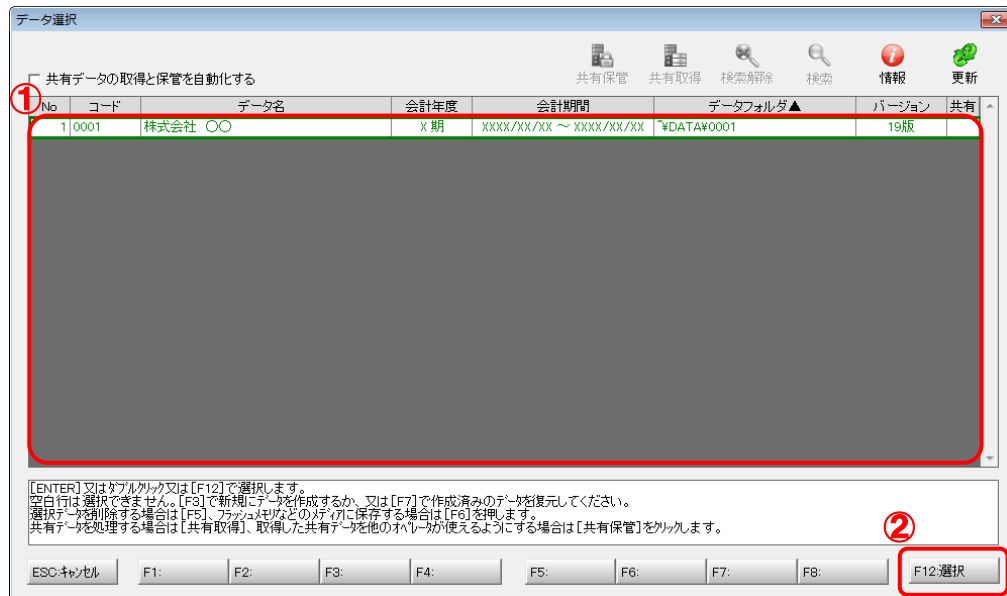 データ選択
共有保管 共有取得 検索解除 検索 情報 更新
共有データの取得と保管を自動化する
①
No コード データ名 会計年度 会計期間 データフォルダ▲ バージョン 共有
1 0001 株式会社 〇〇 X 期 XXXX/XX/XX ～ XXXX/XX/XX ~¥DATA¥0001 19版
[ENTER]又はﾀﾞﾌﾞﾙｸﾘｯｸ又は[F12]で選択します。
空白行は選択できません。[F3]で新規にﾃﾞｰﾀを作成するか、又は[F7]で作成済みのﾃﾞｰﾀを復元してください。
選択ﾃﾞｰﾀを削除する場合は[F5]、ﾌﾗｯｼｭﾒﾓﾘなどのﾒﾃﾞｨｱに保存する場合は[F6]を押します。
共有ﾃﾞｰﾀを処理する場合は[共有取得]、取得した共有ﾃﾞｰﾀを他のｵﾍﾟﾚｰﾀが使えるようにする場合は[共有保管]をｸﾘｯｸします。
②
ESC:ｷｬﾝｾﾙ F1: F2: F3: F4: F5: F6: F7: F8: F12:選択